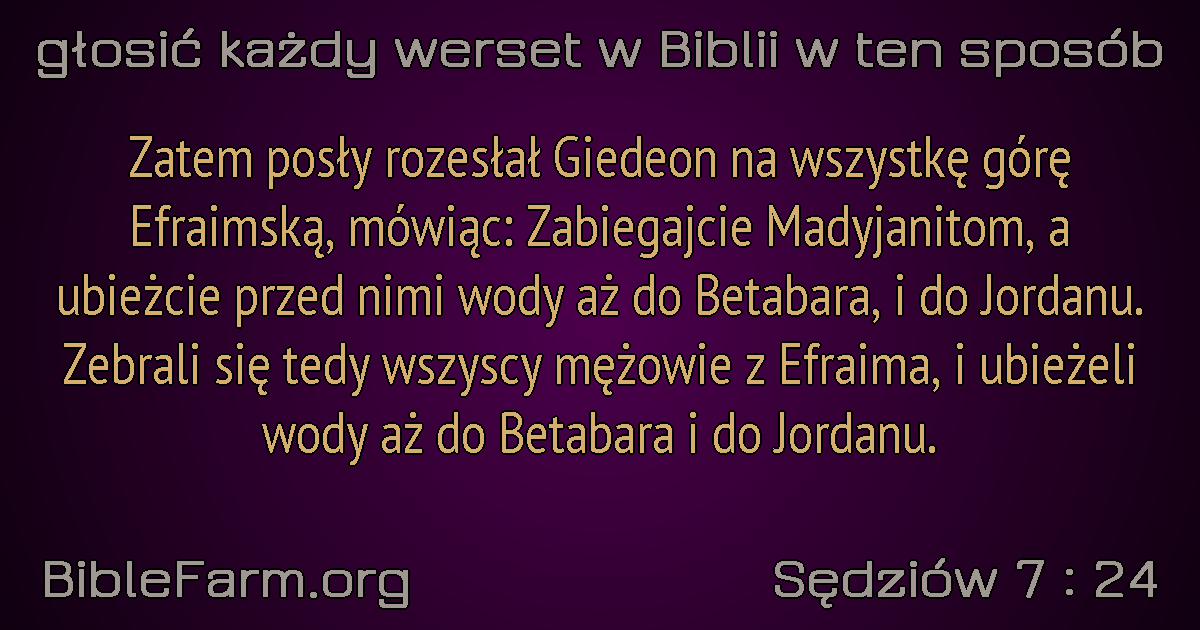 głosić każdy werset w Biblii w ten sposób
Zatem posły rozesłał Giedeon na wszystkę górę
Efraimską, mówiąc: Zabiegajcie Madyjanitom, a
ubieżcie przed nimi wody aż do Betabara, i do Jordanu.
Zebrali się tedy wszyscy mężowie z Efraima, i ubieżeli
wody aż do Betabara i do Jordanu.
BibleFarm.org
Sędziów 7 : 24